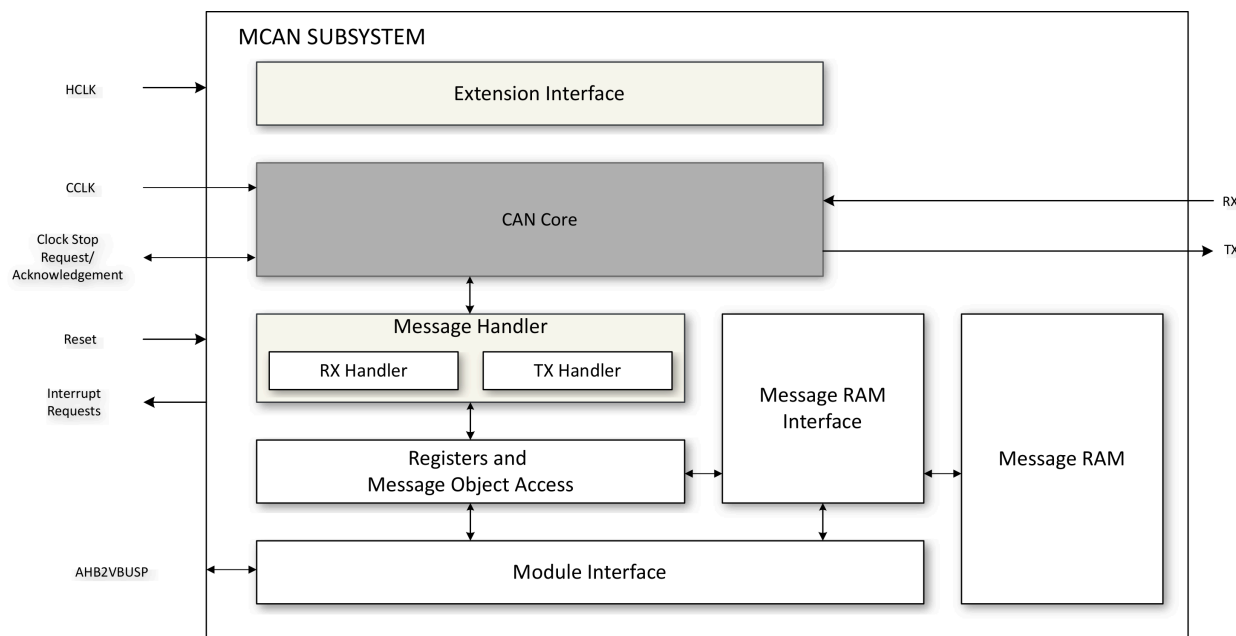 MCAN SUBSYSTEM
HCLK
Extension Interface
CCLK
CAN Core
RX
Clock Stop
Request/
Acknowledgement
TX
Reset
Message Handler
RX Handler
TX Handler
Interrupt
Requests
Message RAM
Interface
Registers and
Message Object Access
Message RAM
AHB2VBUSP
Module Interface